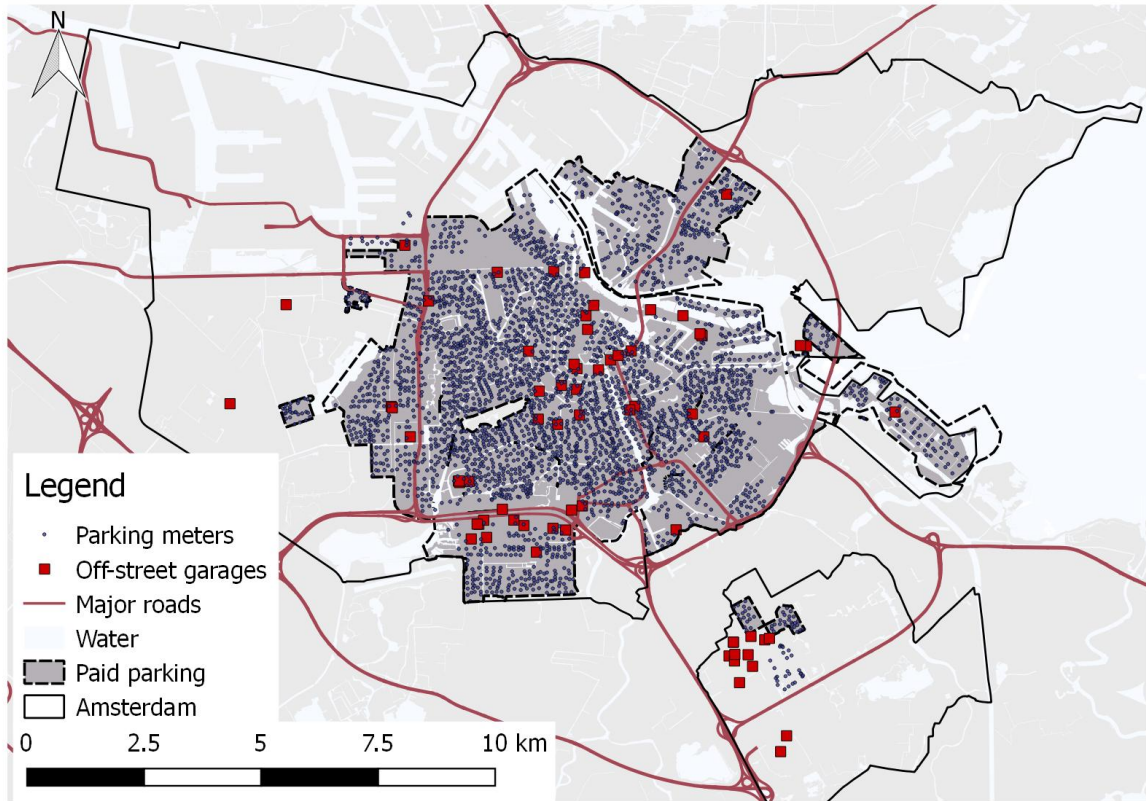 N
Legend
Parking meters
Off-street garages
Major roads
Water
Paid parking
Amsterdam
0 2.5 5 7.5 10 km